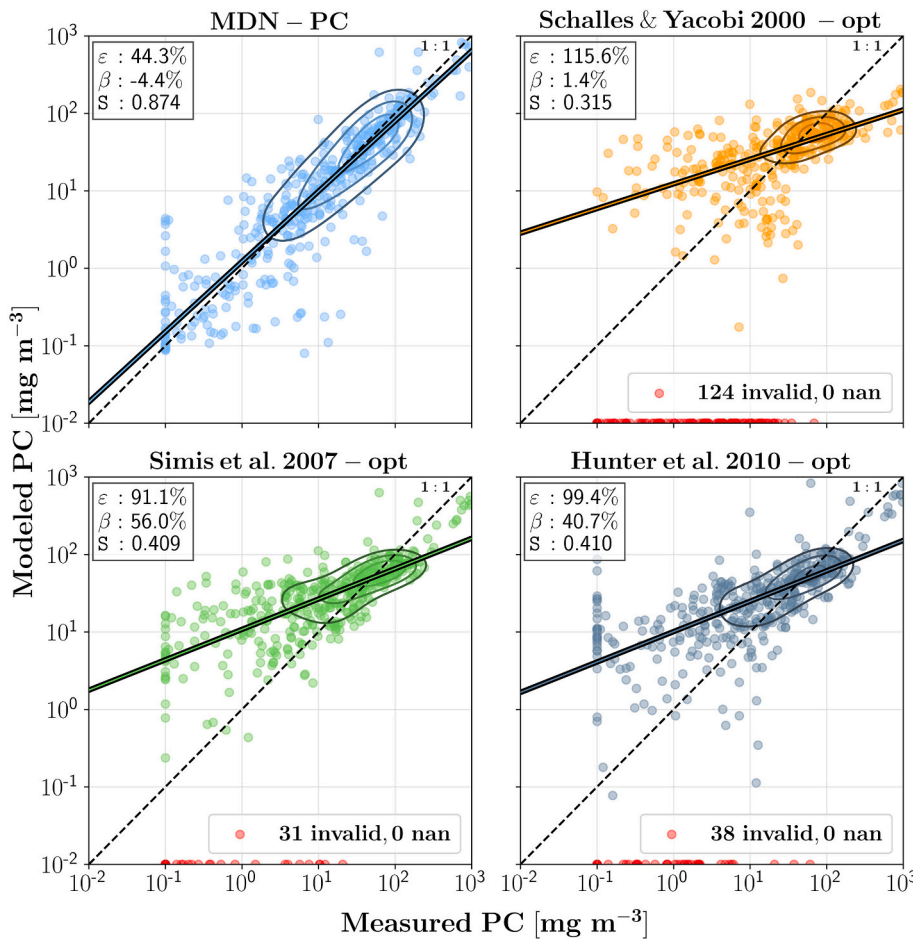 MDN – PC
1 : 1
ε : 44.3%
β : -4.4%
S : 0.874
10³
10²
10¹
10⁰
10⁻¹
10⁻²
Schalles & Yacobi 2000 – opt
1 : 1
ε : 115.6%
β : 1.4%
S : 0.315
124 invalid, 0 nan
Simis et al. 2007 – opt
1 : 1
ε : 91.1%
β : 56.0%
S : 0.409
31 invalid, 0 nan
10³
10²
10¹
10⁰
10⁻¹
10⁻²
10⁻² 10⁻¹ 10⁰ 10¹ 10² 10³
Hunter et al. 2010 – opt
1 : 1
ε : 99.4%
β : 40.7%
S : 0.410
38 invalid, 0 nan
10⁻² 10⁻¹ 10⁰ 10¹ 10² 10³
Modeled PC [mg m⁻³]
Measured PC [mg m⁻³]